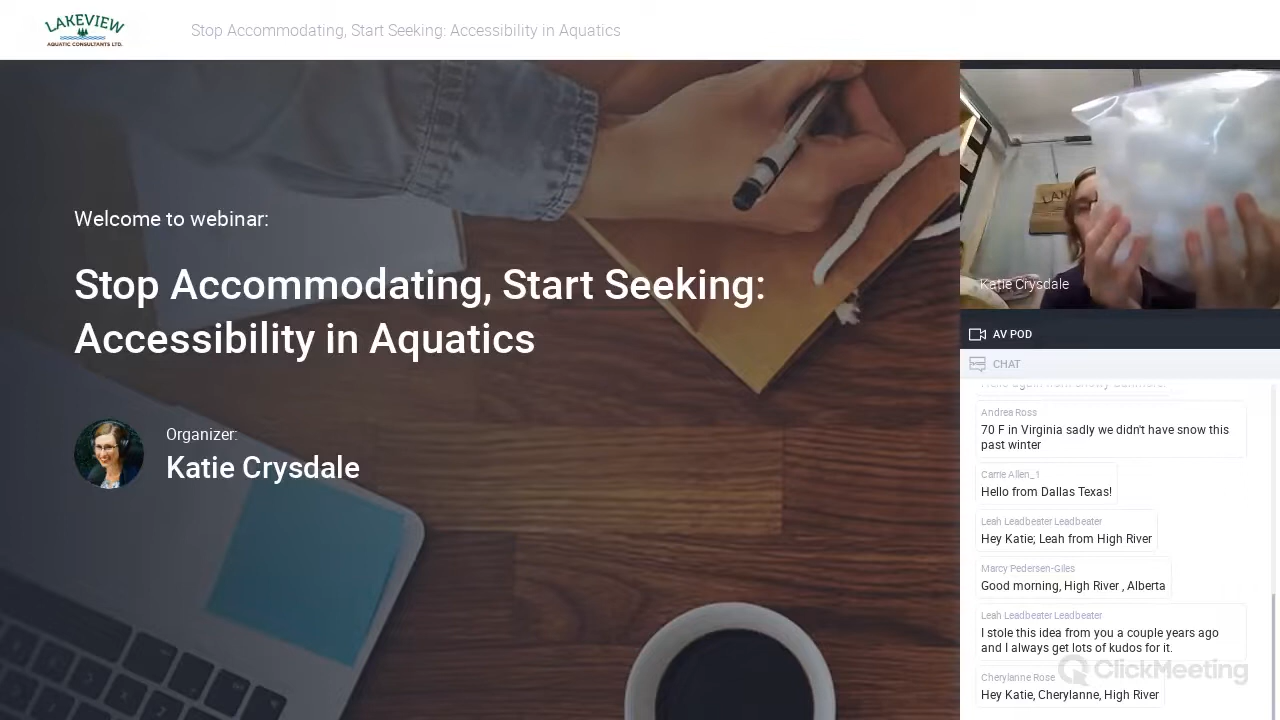 LAKEVIEW
AQUATIC CONSULTANTS LTD.
Stop Accommodating, Start Seeking: Accessibility in Aquatics
Welcome to webinar:
Stop Accommodating, Start Seeking:
Accessibility in Aquatics
Organizer:
Katie Crysdale
LAK
Katie Crysdale
AV POD
CHAT
Andrea Ross
70 F in Virginia sadly we didn't have snow this
past winter
Carrie Allen_1
Hello from Dallas Texas!
Leah Leadbeater Leadbeater
Hey Katie; Leah from High River
Marcy Pedersen-Giles
Good morning, High River , Alberta
Leah Leadbeater Leadbeater
I stole this idea from you a couple years ago
and I always get lots of kudos for it.
ClickMeeting
Cherylanne Rose
Hey Katie, Cherylanne, High River